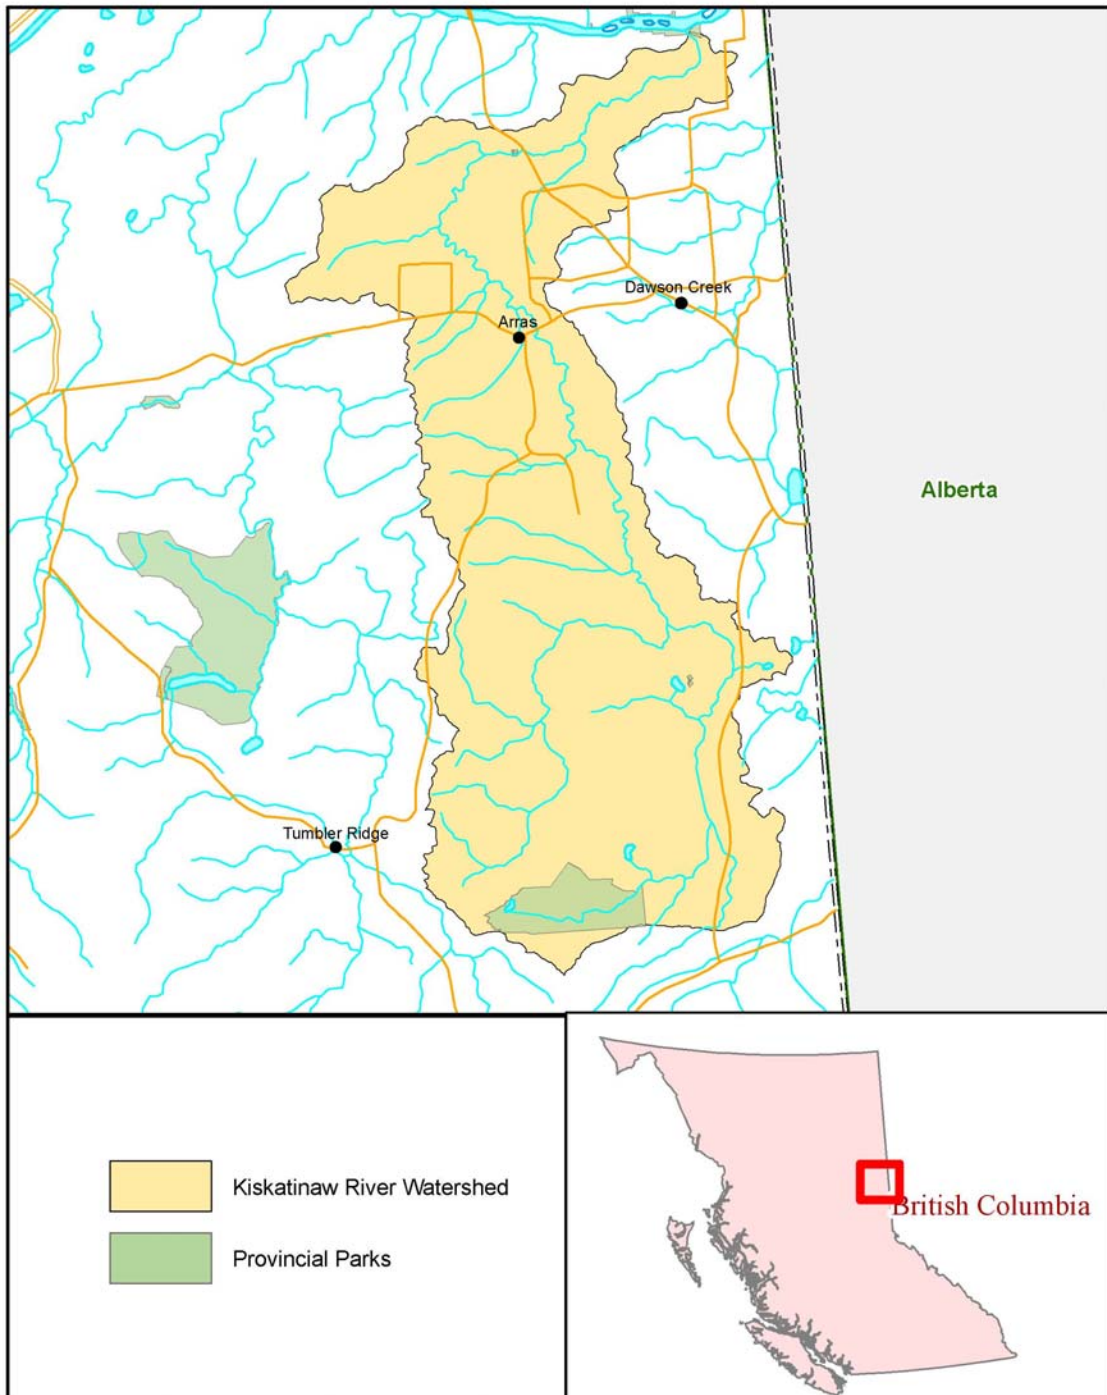 Dawson Creek
Arras
Alberta
Tumbler Ridge
Kiskatinaw River Watershed
Provincial Parks
British Columbia